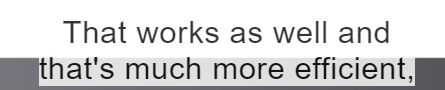 That works as well and
that's much more efficient,